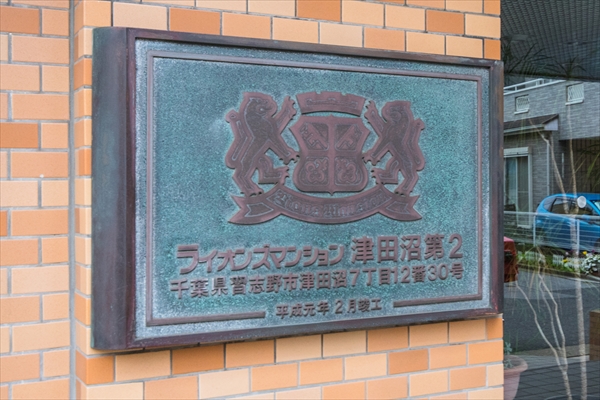 ライオンズマンション 津田沼第2
千葉県習志野市津田沼7丁目12番30号
平成元年2月竣工